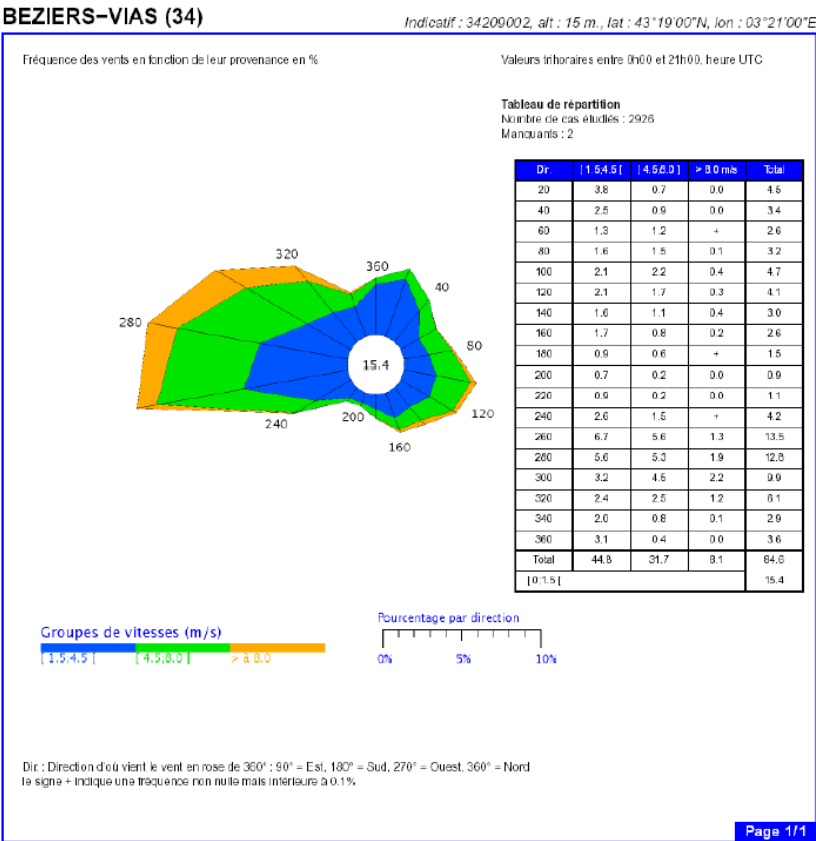 BEZIERS-VIAS (34)
Indicatif : 34209002, alt : 15 m., lat : 43°19'00"N, lon : 03°21'00"E
Fréquence des vents en fonction de leur provenance en %
Valeurs trihoraires entre 0h00 et 21h00, heure UTC
Tableau de répartition
Nombre de cas étudiés : 2926
Manquants : 2
Dir. [ 1.5;4.5 [ [ 4.5;8.0 ] > 8.0 m/s Total
20 3.8 0.7 0.0 4.5
40 2.5 0.9 0.0 3.4
60 1.3 1.2 + 2.6
80 1.6 1.5 0.1 3.2
100 2.1 2.2 0.4 4.7
120 2.1 1.7 0.3 4.1
140 1.6 1.1 0.4 3.0
160 1.7 0.8 0.2 2.6
180 0.9 0.6 + 1.5
200 0.7 0.2 0.0 0.9
220 0.9 0.2 0.0 1.1
240 2.6 1.5 + 4.2
260 6.7 5.6 1.3 13.5
280 5.6 5.3 1.9 12.8
300 3.2 4.5 2.2 9.9
320 2.4 2.5 1.2 6.1
340 2.0 0.8 0.1 2.9
360 3.1 0.4 0.0 3.6
Total 44.8 31.7 8.1 84.6
[ 0;1.5 [ 15.4
320
360
40
280
80
15.4
120
240
200
160
Groupes de vitesses (m/s)
[ 1.5;4.5 [ [ 4.5;8.0 ] > à 8.0
Pourcentage par direction
0% 5% 10%
Dir. : Direction d'où vient le vent en rose de 360° : 90° = Est, 180° = Sud, 270° = Ouest, 360° = Nord
le signe + indique une fréquence non nulle mais inférieure à 0.1%
Page 1/1